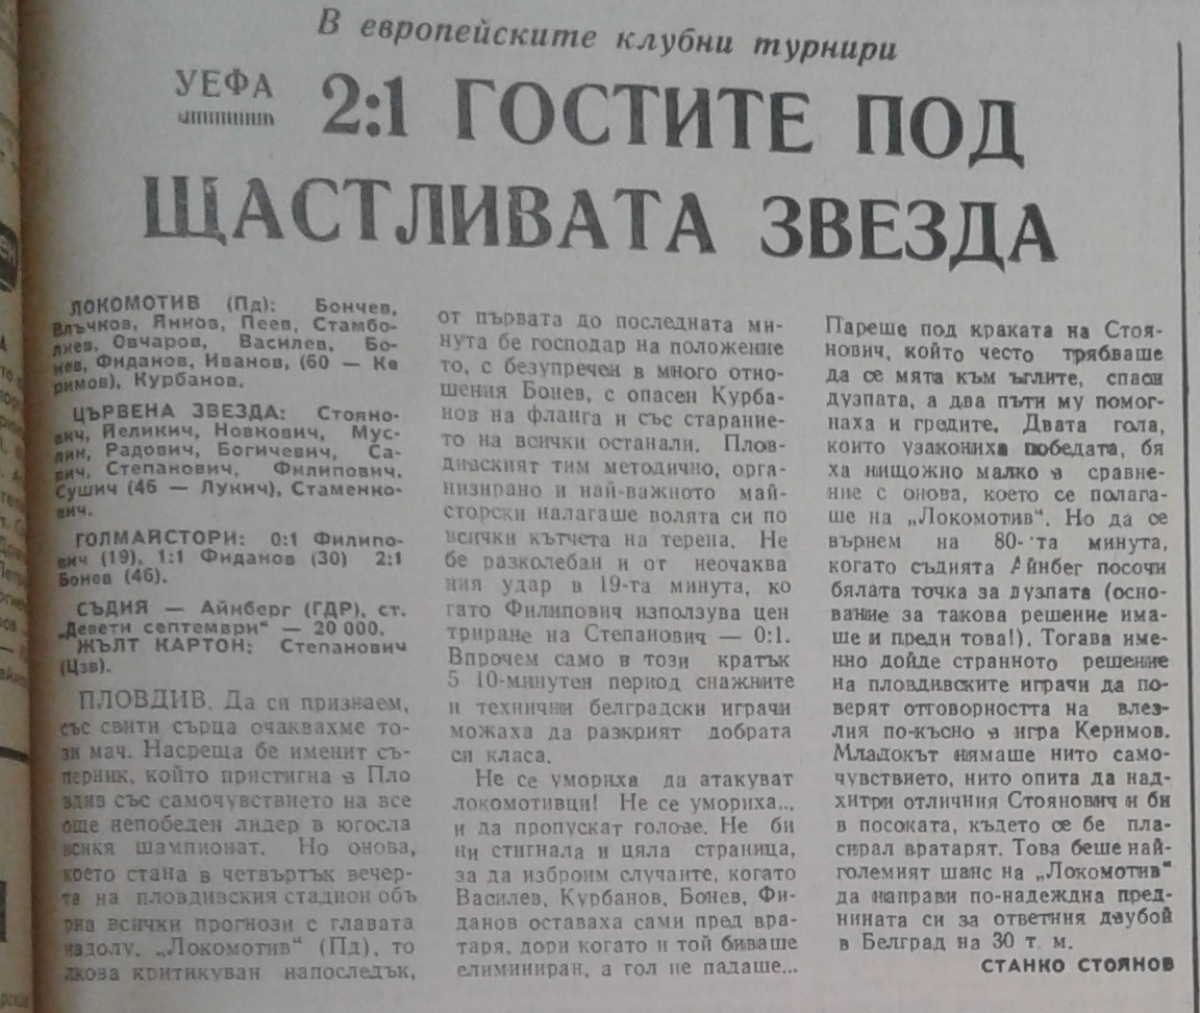 В европейските клубни турнири
УЕФА
2:1 ГОСТИТЕ ПОД
ЩАСТЛИВАТА ЗВЕЗДА
ЛОКОМОТИВ (Пд): Бончев,
Влъчков, Янков, Пеев, Стамбо-
лиев, Овчаров, Василев, Бо-
нев, Фиданов, Иванов, (60 — Ке
римов), Курбанов.
ЦЪРВЕНА ЗВЕЗДА: Стояно-
вич, Йеликич, Новкович, Мус-
лин, Радович, Богичевич, Са-
вич, Степанович, Филипович,
Сушич (46 — Лукич), Стаменко-
вич.
ГОЛМАЙСТОРИ: 0:1 Филипо-
вич (19), 1:1 Фиданов (30) 2:1
Бонев (46).
СЪДИЯ — Айнберг (ГДР), ст.
„Девети септември“ — 20 000.
ЖЪЛТ КАРТОН: Степанович
(Цзв).
ПЛОВДИВ. Да си признаем,
със свити сърца очаквахме то-
зи мач. Насреща бе именит съ-
перник, който пристигна в Пло
вдив със самочувствието на все
още непобеден лидер в югосла
вския шампионат. Но онова,
което стана в четвъртък вечер-
та на пловдивския стадион объ
рна всички прогнози с главата
надолу. „Локомотив“ (Пд), то
лкова критикуван напоследък,
от първата до последната ми-
нута бе господар на положение
то, с безупречен в много отно-
шения Бонев, с опасен Курба-
нов на фланга и със старание-
то на всички останали. Плов-
дивският тим методично, орга-
низирано и най-важното май-
сторски налагаше волята си по
всички кътчета на терена. Не
бе разколебан и от неочаква
ния удар в 19-та минута, ко
гато Филипович използува цен
триране на Степанович — 0:1.
Впрочем само в този кратък
5 10-минутен период снажните
и технични белградски играчи
можаха да разкрият добрата
си класа.
Не се умориха да атакуват
локомотивци! Не се умориха...
и да пропускат голове. Не би
ни стигнала и цяла страница,
за да изброим случаите, когато
Василев, Курбанов, Бонев, Фи-
данов оставаха сами пред вра-
таря, дори когато и той биваше
елиминиран, а гол не падаше...
Пареше под краката на Стоя-
нович, който често трябваше
да се мята към ъглите, спаси
дузпата, а два пъти му помог-
наха и гредите. Двата гола,
които узакониха победата, бя
ха нищожно малко в сравне-
ние с онова, което се полага-
ше на „Локомотив“. Но да се
върнем на 80-та минута,
когато съдията Айнбег посочи
бялата точка за дузпата (осно-
вание за такова решение има-
ше и преди това!). Тогава име-
нно дойде странното решение
на пловдивските играчи да по-
верят отговорността на влез-
лия по-късно в игра Керимов.
Младокът нямаше нито само-
чувствието, нито опита да над-
хитри отличния Стоянович и би
в посоката, където се бе пла-
сирал вратарят. Това беше най-
големият шанс на „Локомотив“
да направи по-надеждна пред-
нината си за ответния двубой
в Белград на 30 т. м.
СТАНКО СТОЯНОВ